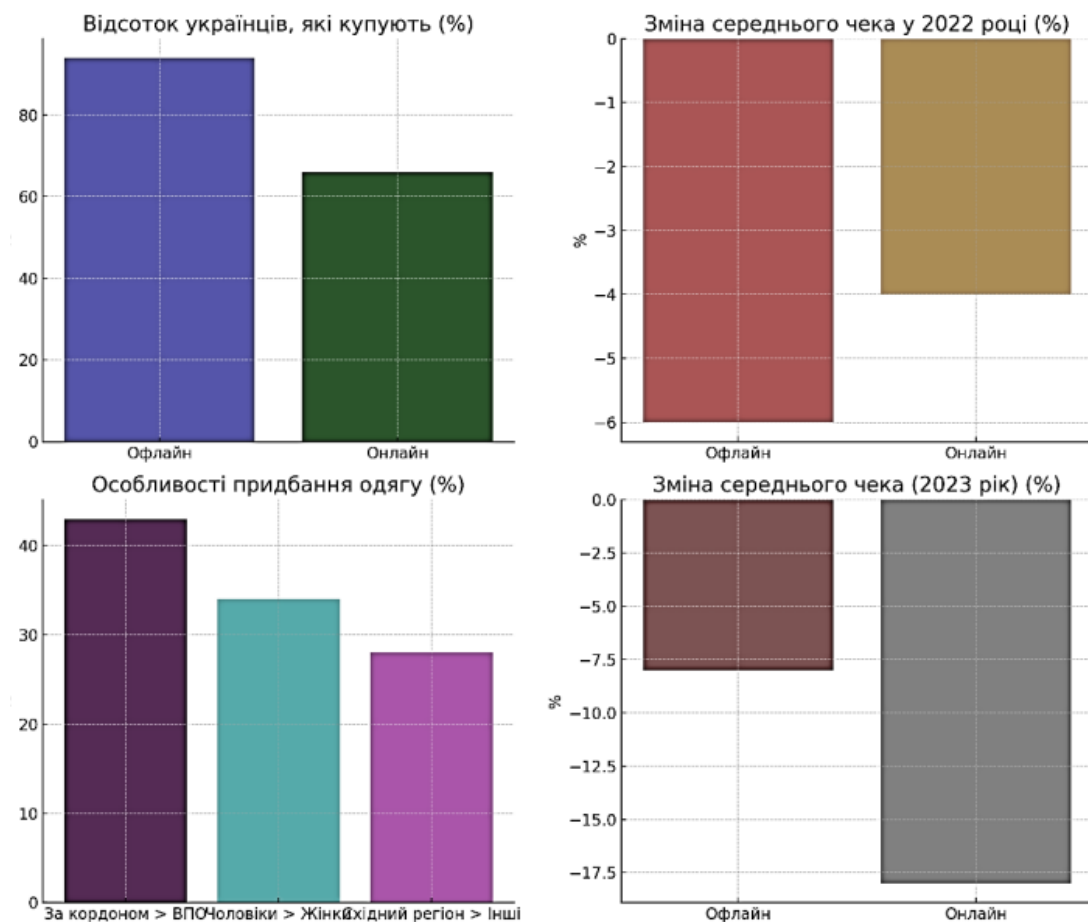 Відсоток українців, які купують (%)
80
60
40
20
0
Офлайн
Онлайн
Зміна середнього чека у 2022 році (%)
0
−1
−2
−3
−4
−5
−6
%
Офлайн
Онлайн
Особливості придбання одягу (%)
40
30
20
10
0
За кордоном > ВПО
Чоловіки > Жінки
Східний регіон > Інші
Зміна середнього чека (2023 рік) (%)
0.0
−2.5
−5.0
−7.5
−10.0
−12.5
−15.0
−17.5
%
Офлайн
Онлайн